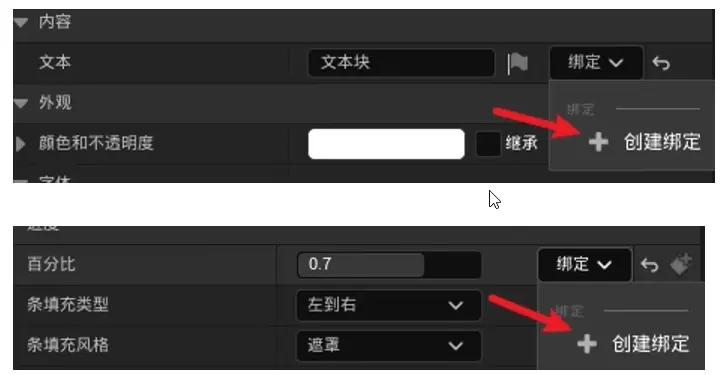 内容
文本 文本块 绑定
外观 绑定
颜色和不透明度 继承 创建绑定
字体
进度
百分比 0.7 绑定
条填充类型 左到右 绑定
条填充风格 遮罩 创建绑定